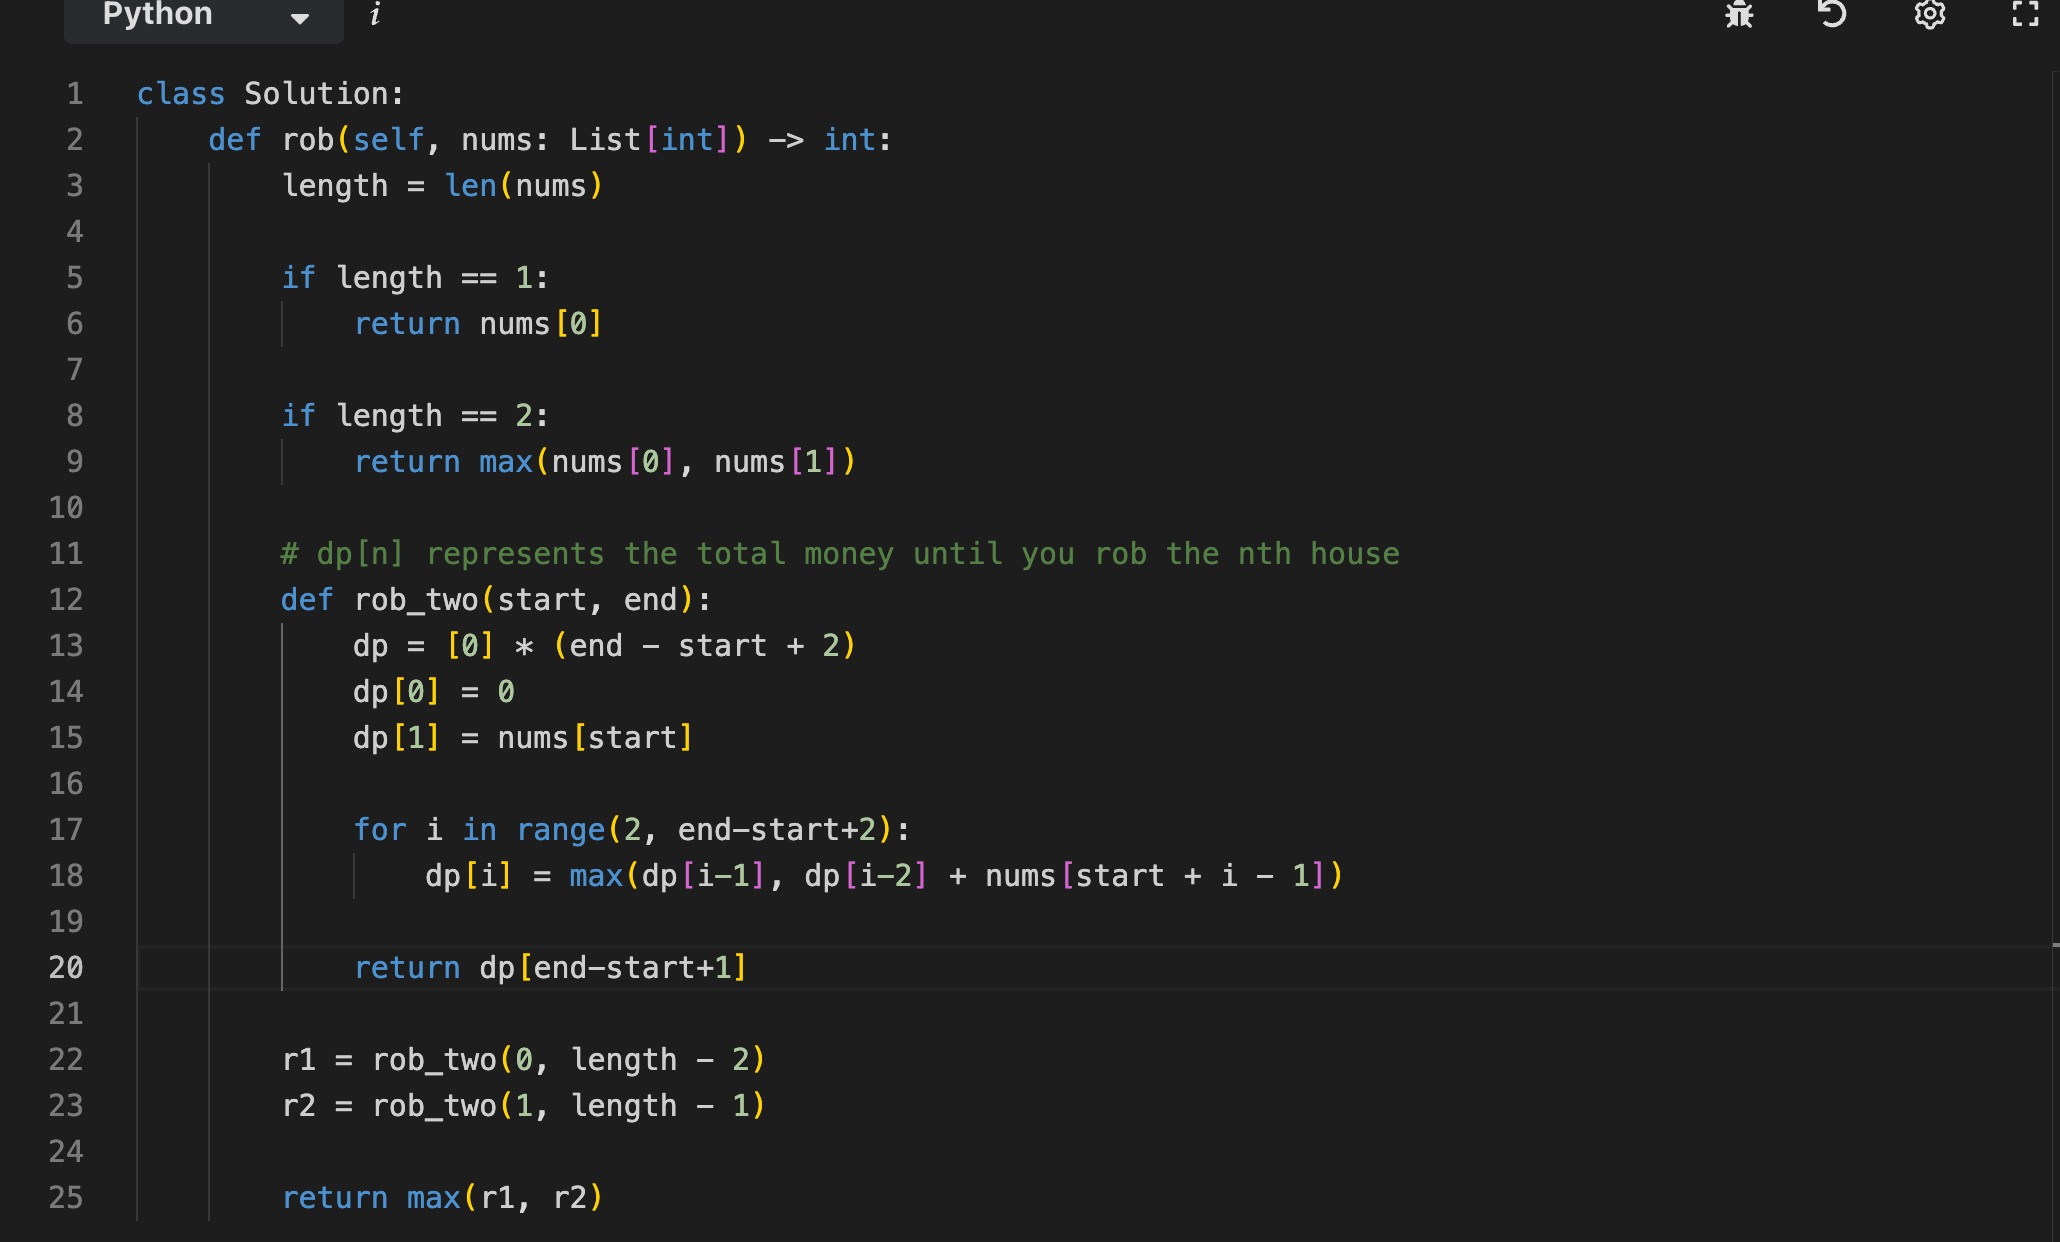 Python i
1 class Solution:
2 def rob(self, nums: List[int]) -> int:
3 length = len(nums)
4
5 if length == 1:
6 return nums[0]
7
8 if length == 2:
9 return max(nums[0], nums[1])
10
11 # dp[n] represents the total money until you rob the nth house
12 def rob_two(start, end):
13 dp = [0] * (end - start + 2)
14 dp[0] = 0
15 dp[1] = nums[start]
16
17 for i in range(2, end-start+2):
18 dp[i] = max(dp[i-1], dp[i-2] + nums[start + i - 1])
19
20 return dp[end-start+1]
21
22 r1 = rob_two(0, length - 2)
23 r2 = rob_two(1, length - 1)
24
25 return max(r1, r2)